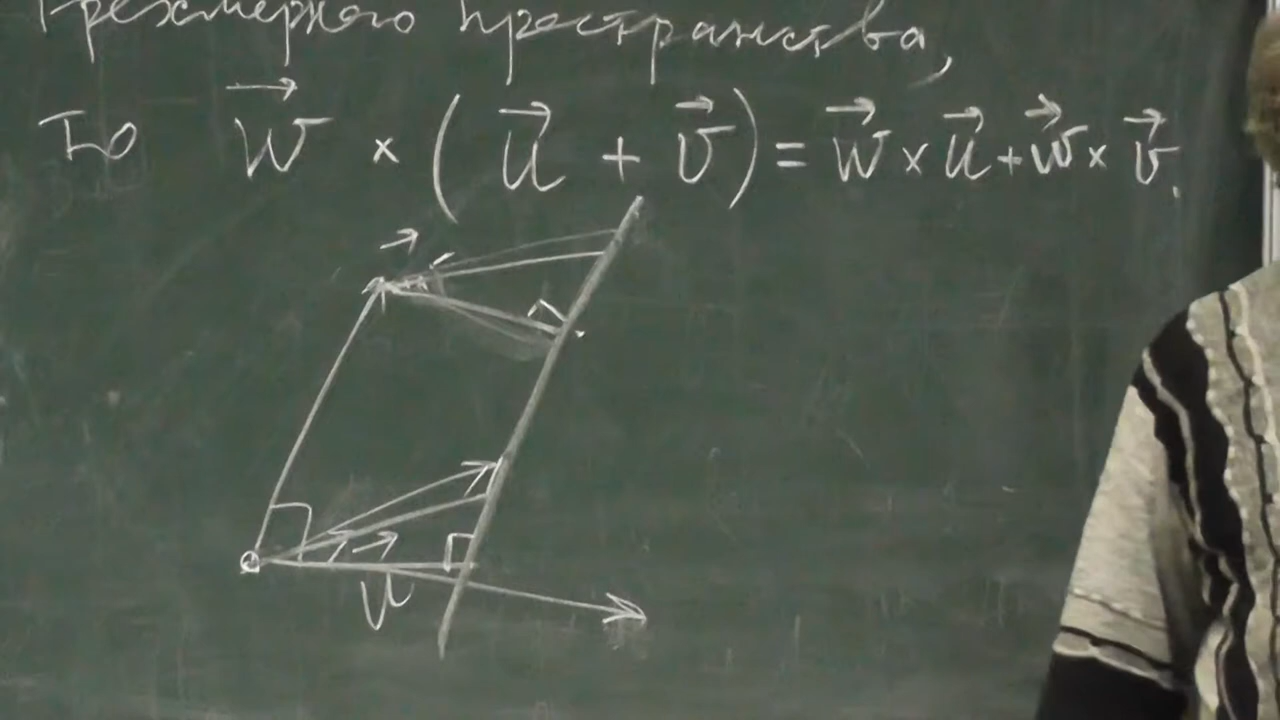 трехмерного пространства,
То w⃗ × ( u⃗ + v⃗ ) = w⃗ × u⃗ + w⃗ × v⃗.
u⃗